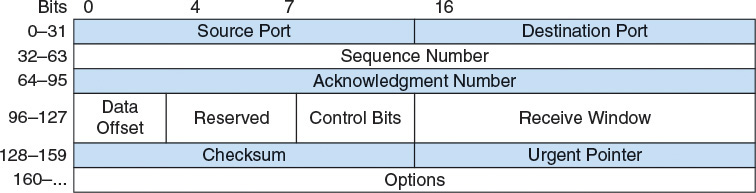 Bits 0 4 7 16
0–31 Source Port Destination Port
32–63 Sequence Number
64–95 Acknowledgment Number
96–127 Data Offset Reserved Control Bits Receive Window
128–159 Checksum Urgent Pointer
160–... Options